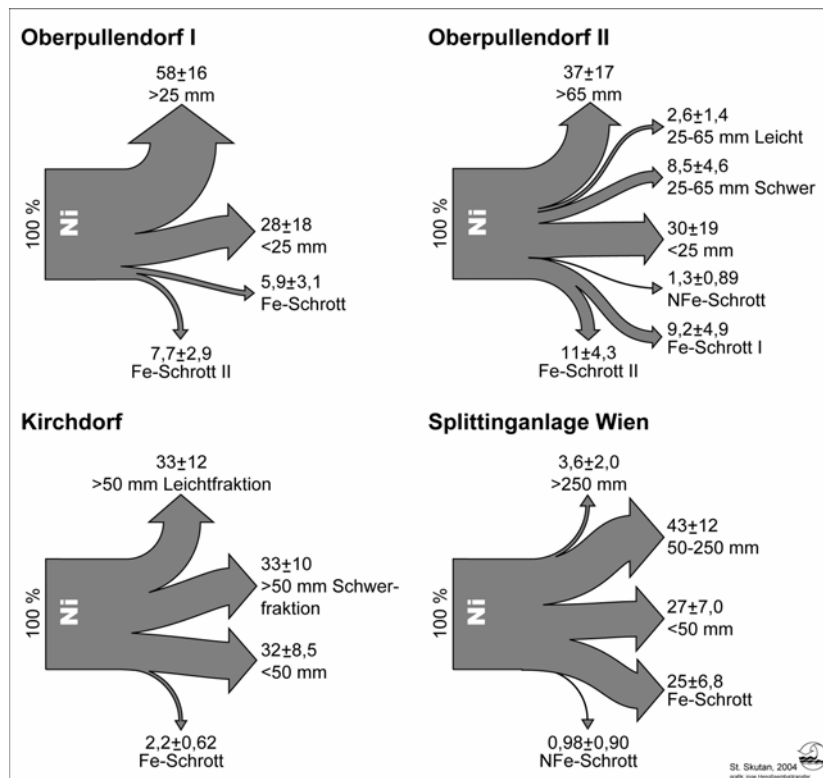 Oberpullendorf I
58±16
>25 mm
100 %
Ni
28±18
<25 mm
5,9±3,1
Fe-Schrott
7,7±2,9
Fe-Schrott II
Oberpullendorf II
37±17
>65 mm
2,6±1,4
25-65 mm Leicht
8,5±4,6
25-65 mm Schwer
100 %
Ni
30±19
<25 mm
1,3±0,89
NFe-Schrott
9,2±4,9
Fe-Schrott I
11±4,3
Fe-Schrott II
Kirchdorf
33±12
>50 mm Leichtfraktion
33±10
>50 mm Schwer-
fraktion
100 %
Ni
32±8,5
<50 mm
2,2±0,62
Fe-Schrott
Splittinganlage Wien
3,6±2,0
>250 mm
43±12
50-250 mm
100 %
Ni
27±7,0
<50 mm
25±6,8
Fe-Schrott
0,98±0,90
NFe-Schrott
St. Skutan, 2004